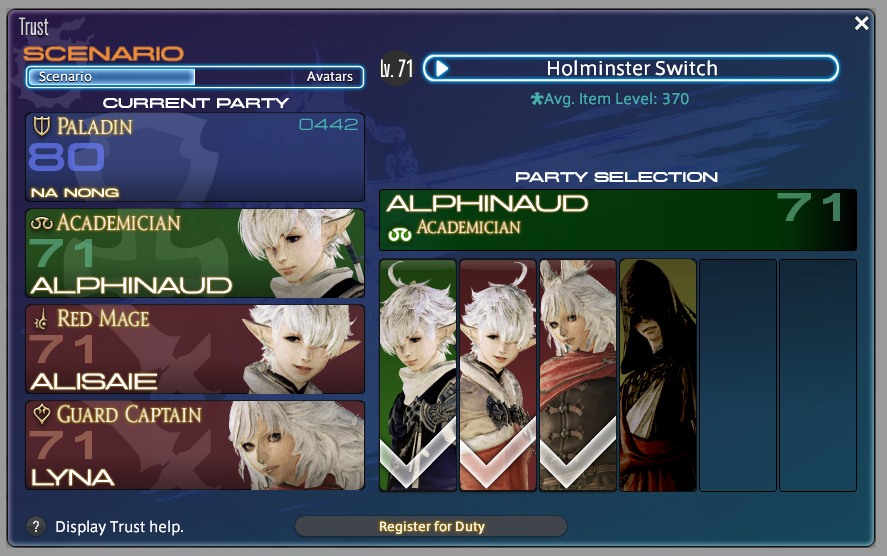 Trust
SCENARIO
Scenario Avatars
CURRENT PARTY
PALADIN 0442
80
NA NONG
ACADEMICIAN
71
ALPHINAUD
RED MAGE
71
ALISAIE
GUARD CAPTAIN
71
LYNA
? Display Trust help.
Lv. 71 Holminster Switch
Avg. Item Level: 370
PARTY SELECTION
ALPHINAUD 71
ACADEMICIAN
Register for Duty